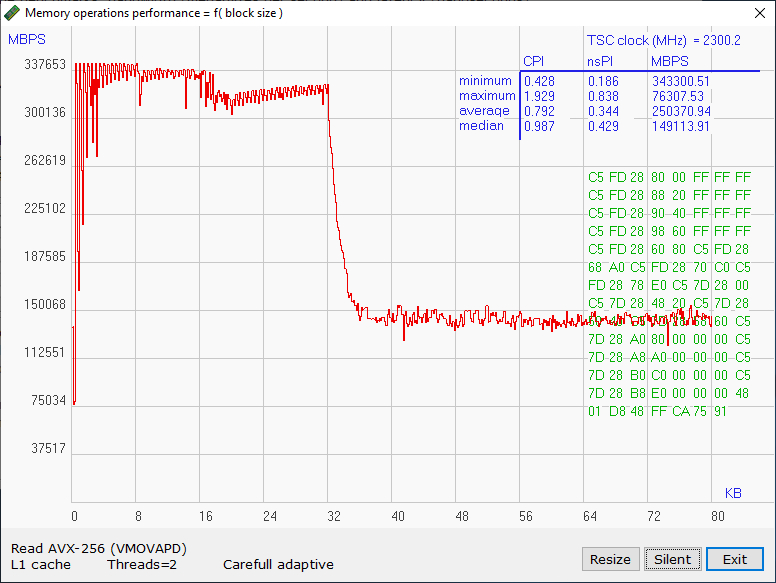 Memory operations performance = f( block size )
MBPS
TSC clock (MHz) = 2300.2
CPI nsPI MBPS
minimum 0.428 0.186 343300.51
maximum 1.929 0.838 76307.53
average 0.792 0.344 250370.94
median 0.987 0.429 149113.91
337653
300136
262619
225102
187585
150068
112551
75034
37517
C5 FD 28 80 00 FF FF FF
C5 FD 28 88 20 FF FF FF
C5 FD 28 90 40 FF FF FF
C5 FD 28 98 60 FF FF FF
C5 FD 28 60 80 C5 FD 28
68 A0 C5 FD 28 70 C0 C5
FD 28 78 E0 C5 7D 28 00
C5 7D 28 48 20 C5 7D 28
60 C5
7D 28 A0 80 00 00 00 C5
7D 28 A8 A0 00 00 00 C5
7D 28 B0 C0 00 00 00 C5
7D 28 B8 E0 00 00 00 48
01 D8 48 FF CA 75 91
KB
0 8 16 24 32 40 48 56 64 72 80
Read AVX-256 (VMOVAPD)
L1 cache Threads=2 Carefull adaptive
Resize Silent Exit